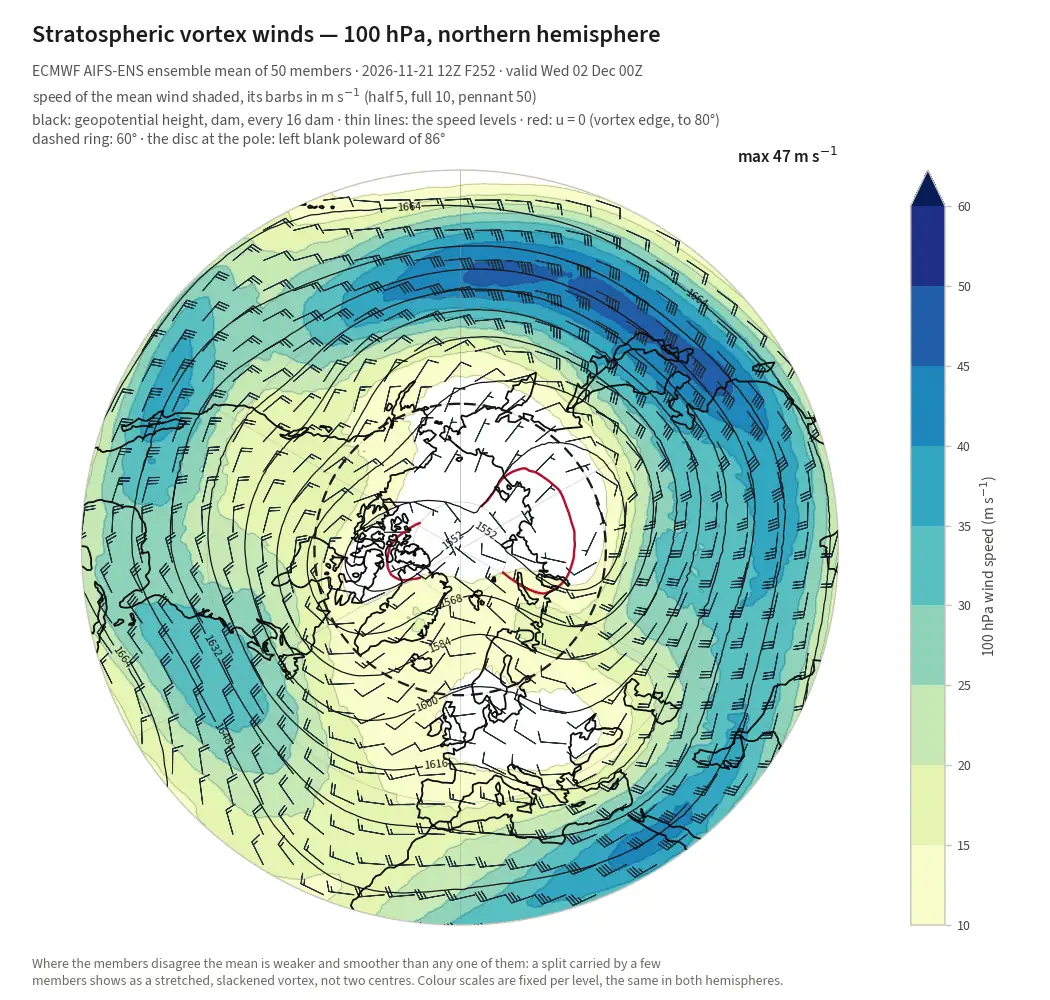 Stratospheric vortex winds — 100 hPa, northern hemisphere
ECMWF AIFS-ENS ensemble mean of 50 members · 2026-11-21 12Z F252 · valid Wed 02 Dec 00Z
speed of the mean wind shaded, its barbs in m s⁻¹ (half 5, full 10, pennant 50)
black: geopotential height, dam, every 16 dam · thin lines: the speed levels · red: u = 0 (vortex edge, to 80°)
dashed ring: 60° · the disc at the pole: left blank poleward of 86°
max 47 m s⁻¹
1664
1664
1552
1552
1568
1584
1600
1616
1632
1648
1664
60
50
45
40
35
30
25
20
15
10
100 hPa wind speed (m s⁻¹)
Where the members disagree the mean is weaker and smoother than any one of them: a split carried by a few
members shows as a stretched, slackened vortex, not two centres. Colour scales are fixed per level, the same in both hemispheres.